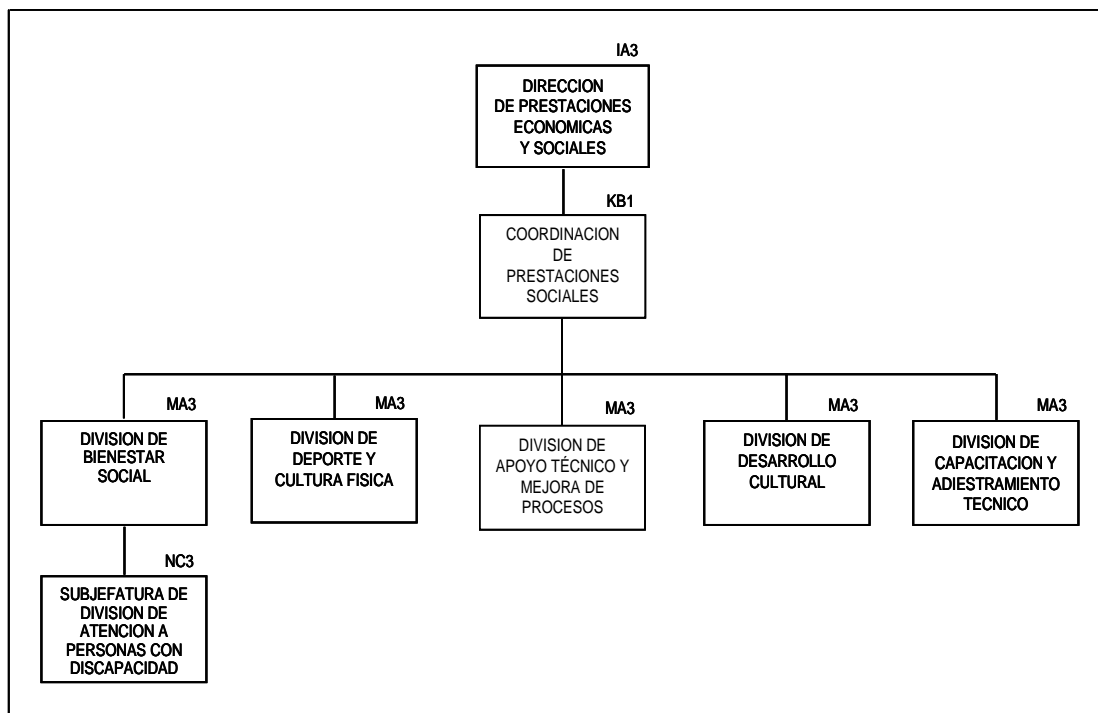 IA3
DIRECCION
DE PRESTACIONES
ECONOMICAS
Y SOCIALES
KB1
COORDINACION
DE
PRESTACIONES
SOCIALES
MA3
DIVISION DE
BIENESTAR
SOCIAL
MA3
DIVISION DE
DEPORTE Y
CULTURA FISICA
MA3
DIVISION DE
APOYO TÉCNICO Y
MEJORA DE
PROCESOS
MA3
DIVISION DE
DESARROLLO
CULTURAL
MA3
DIVISION DE
CAPACITACION Y
ADIESTRAMIENTO
TECNICO
NC3
SUBJEFATURA DE
DIVISION DE
ATENCION A
PERSONAS CON
DISCAPACIDAD